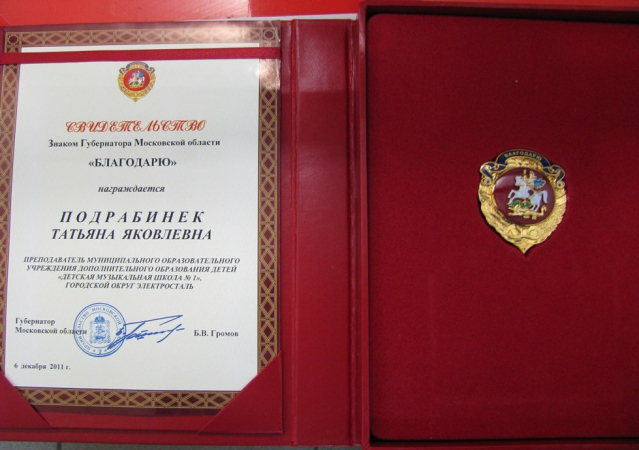 СВИДЕТЕЛЬСТВО
Знаком Губернатора Московской области
«БЛАГОДАРЮ»
награждается
ПОДРАБИНЕК
ТАТЬЯНА ЯКОВЛЕВНА
ПРЕПОДАВАТЕЛЬ МУНИЦИПАЛЬНОГО ОБРАЗОВАТЕЛЬНОГО
УЧРЕЖДЕНИЯ ДОПОЛНИТЕЛЬНОГО ОБРАЗОВАНИЯ ДЕТЕЙ
«ДЕТСКАЯ МУЗЫКАЛЬНАЯ ШКОЛА № 1»,
ГОРОДСКОЙ ОКРУГ ЭЛЕКТРОСТАЛЬ
Губернатор
Московской области
Б.В. Громов
6 декабря 2011 г.
БЛАГОДАРЮ